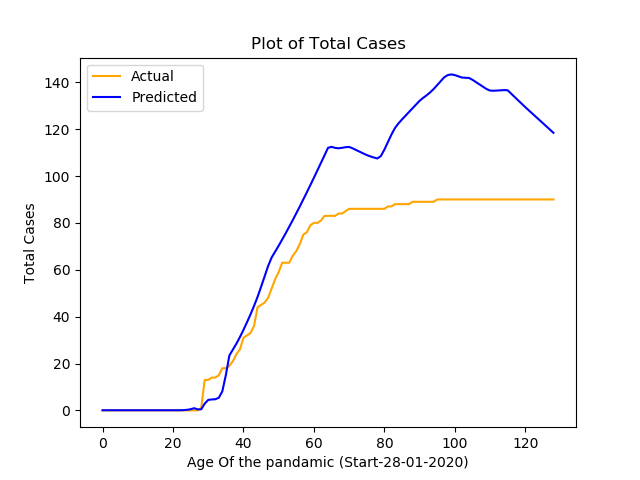 Plot of Total Cases
Actual
Predicted
140
120
100
80
60
40
20
0
Total Cases
0 20 40 60 80 100 120
Age Of the pandamic (Start-28-01-2020)